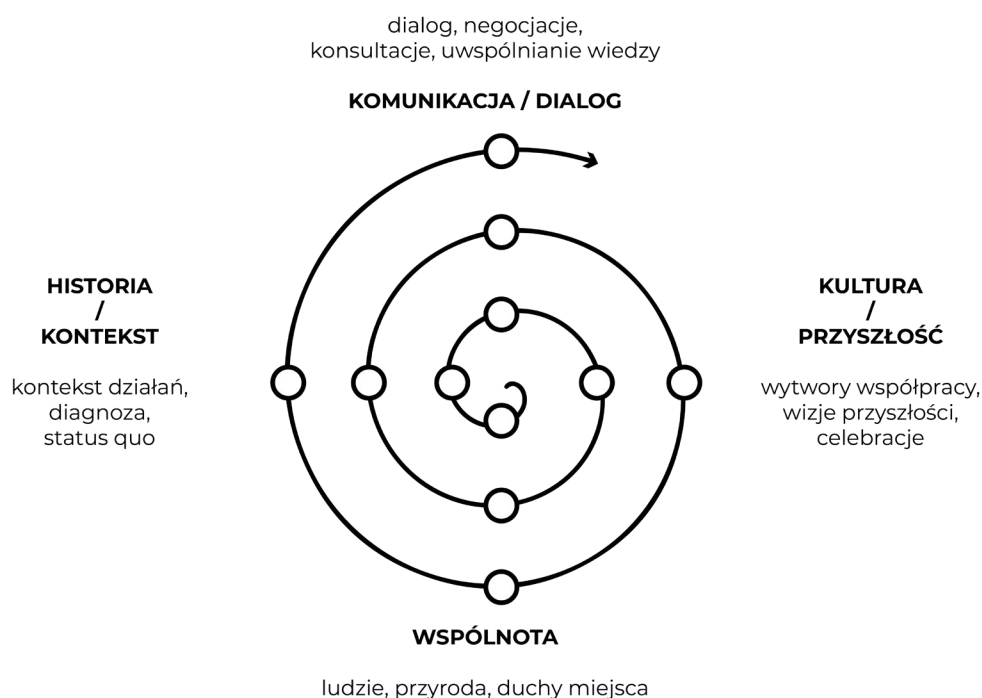 dialog, negocjacje,
konsultacje, uwspólnianie wiedzy
KOMUNIKACJA / DIALOG
HISTORIA
/
KONTEKST
kontekst działań,
diagnoza,
status quo
KULTURA
/
PRZYSZŁOŚĆ
wytwory współpracy,
wizje przyszłości,
celebracje
WSPÓLNOTA
ludzie, przyroda, duchy miejsca